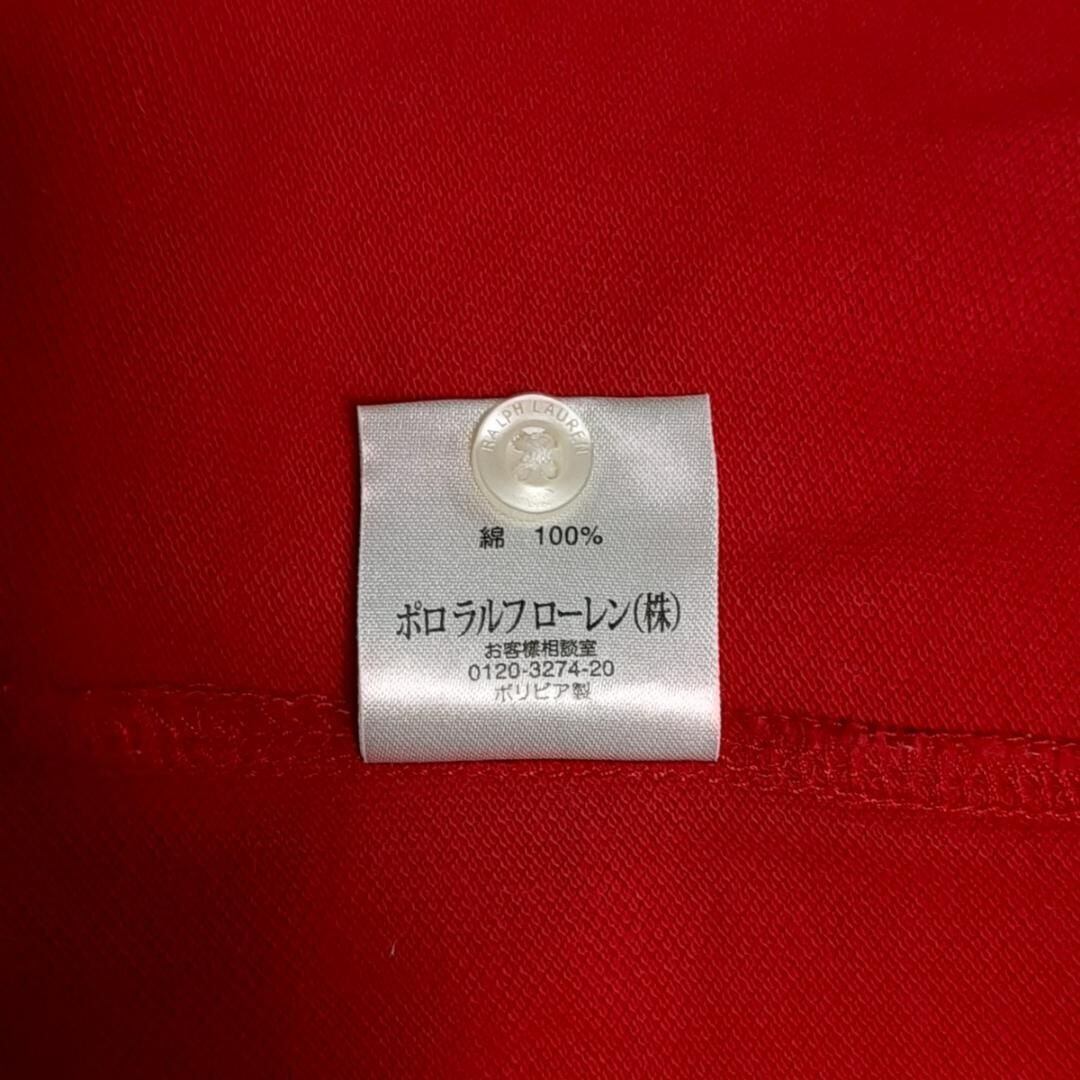 RALPH LAUREN
綿 100%
ポロ ラルフ ローレン(株)
お客様相談室
0120-3274-20
ボリビア製